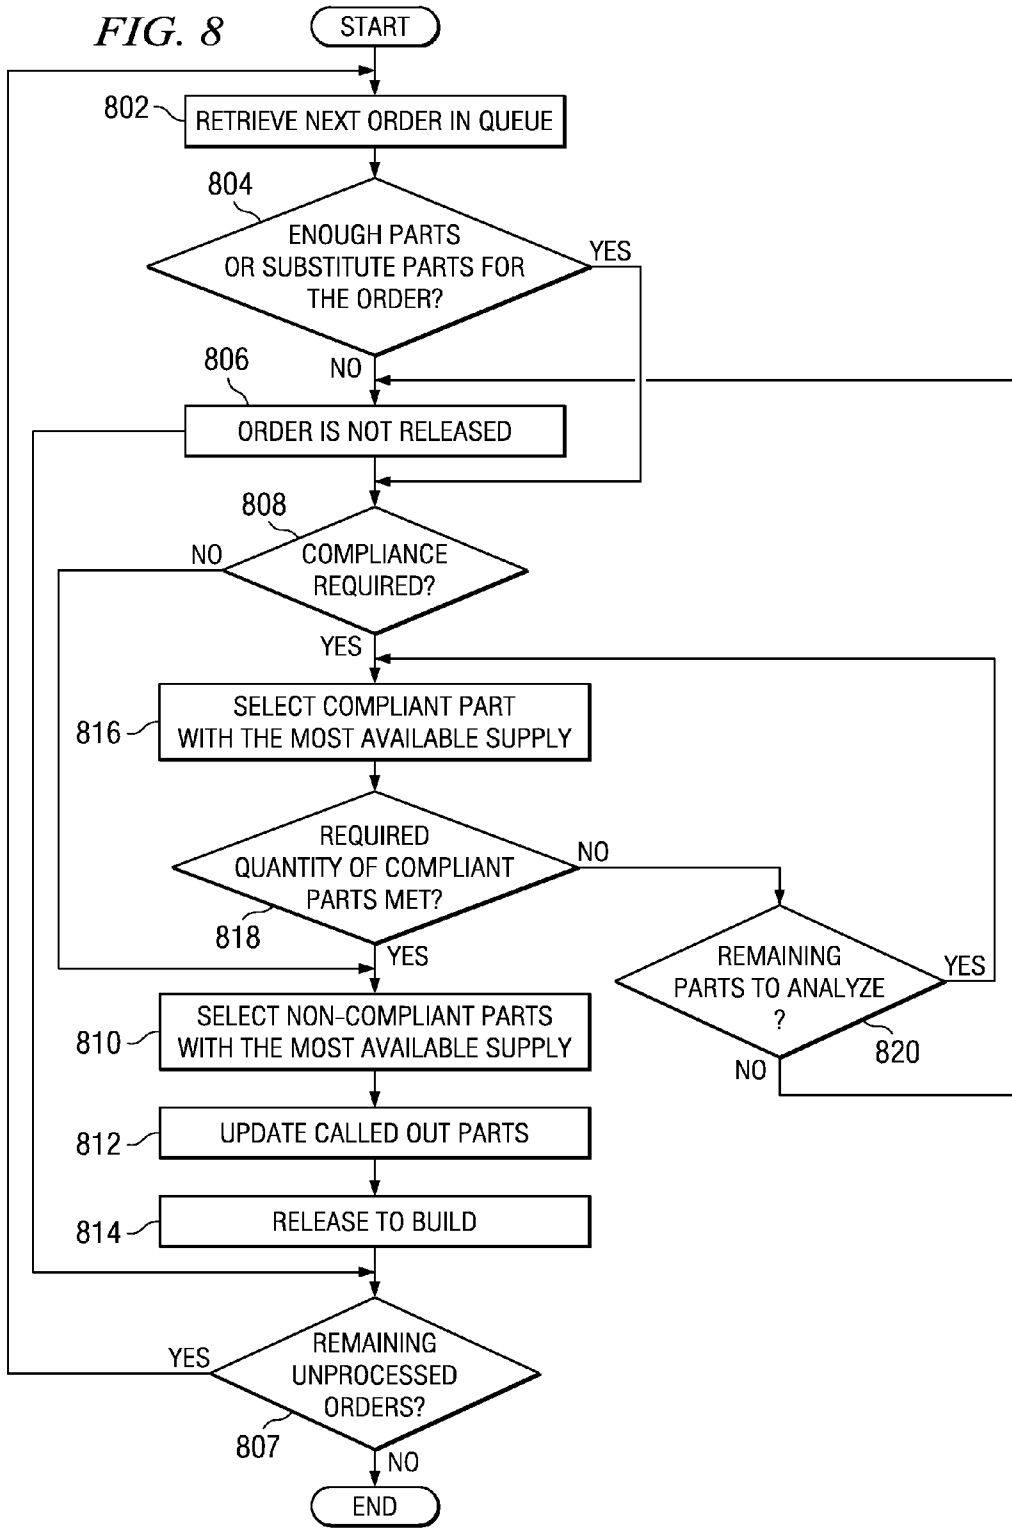 FIG. 8
START
802
RETRIEVE NEXT ORDER IN QUEUE
804
ENOUGH PARTS
OR SUBSTITUTE PARTS FOR
THE ORDER?
YES
NO
806
ORDER IS NOT RELEASED
808
NO
COMPLIANCE
REQUIRED?
YES
816
SELECT COMPLIANT PART
WITH THE MOST AVAILABLE SUPPLY
REQUIRED
QUANTITY OF COMPLIANT
PARTS MET?
NO
818
YES
REMAINING
PARTS TO ANALYZE
?
YES
820
NO
810
SELECT NON-COMPLIANT PARTS
WITH THE MOST AVAILABLE SUPPLY
812
UPDATE CALLED OUT PARTS
814
RELEASE TO BUILD
YES
REMAINING
UNPROCESSED
ORDERS?
807
NO
END